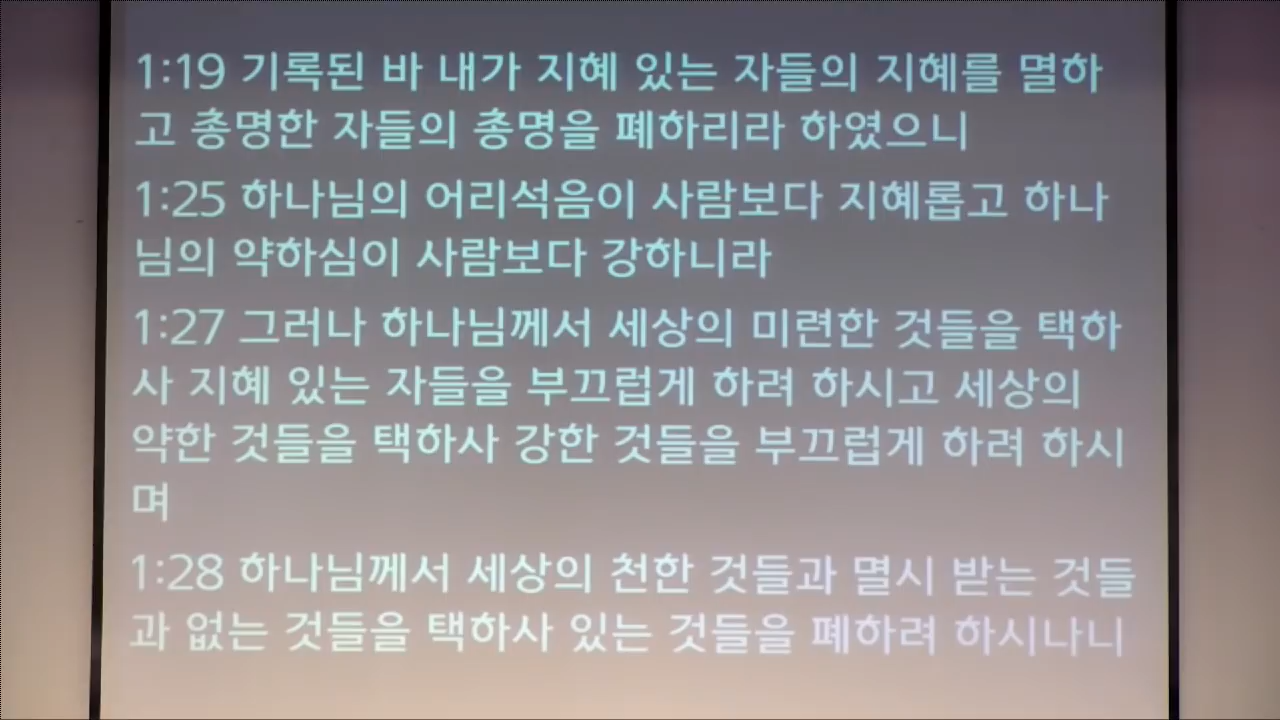 1:19 기록된 바 내가 지혜 있는 자들의 지혜를 멸하
고 총명한 자들의 총명을 폐하리라 하였으니
1:25 하나님의 어리석음이 사람보다 지혜롭고 하나
님의 약하심이 사람보다 강하니라
1:27 그러나 하나님께서 세상의 미련한 것들을 택하
사 지혜 있는 자들을 부끄럽게 하려 하시고 세상의
약한 것들을 택하사 강한 것들을 부끄럽게 하려 하시
며
1:28 하나님께서 세상의 천한 것들과 멸시 받는 것들
과 없는 것들을 택하사 있는 것들을 폐하려 하시나니